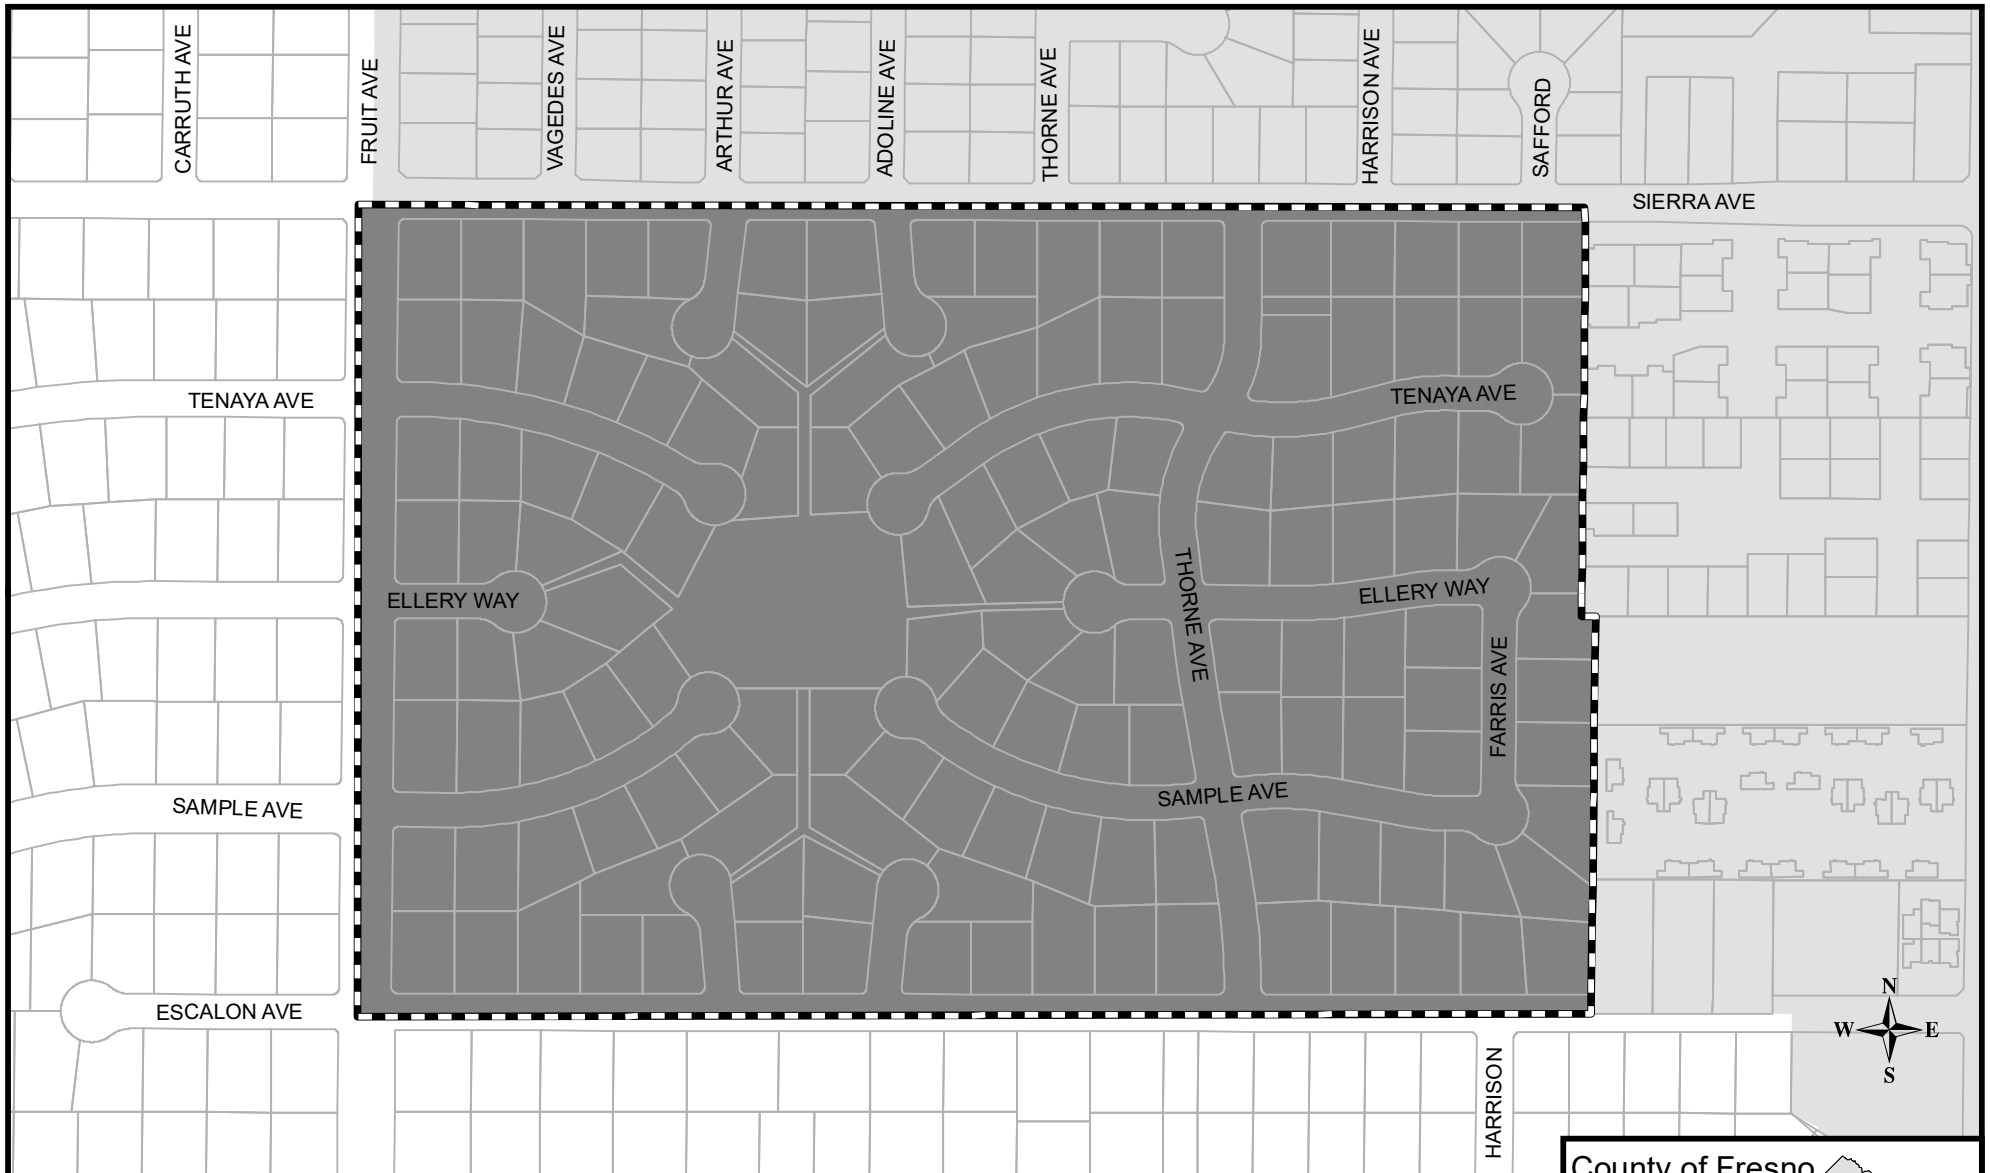 CARRUTH AVE
FRUIT AVE
VAGEDES AVE
ARTHUR AVE
ADOLINE AVE
THORNE AVE
HARRISON AVE
SAFFORD
SIERRA AVE
TENAYA AVE
TENAYA AVE
ELLERY WAY
THORNE AVE
ELLERY WAY
FARRIS AVE
SAMPLE AVE
SAMPLE AVE
ESCALON AVE
N
W E
S
HARRISON
County of Fresno